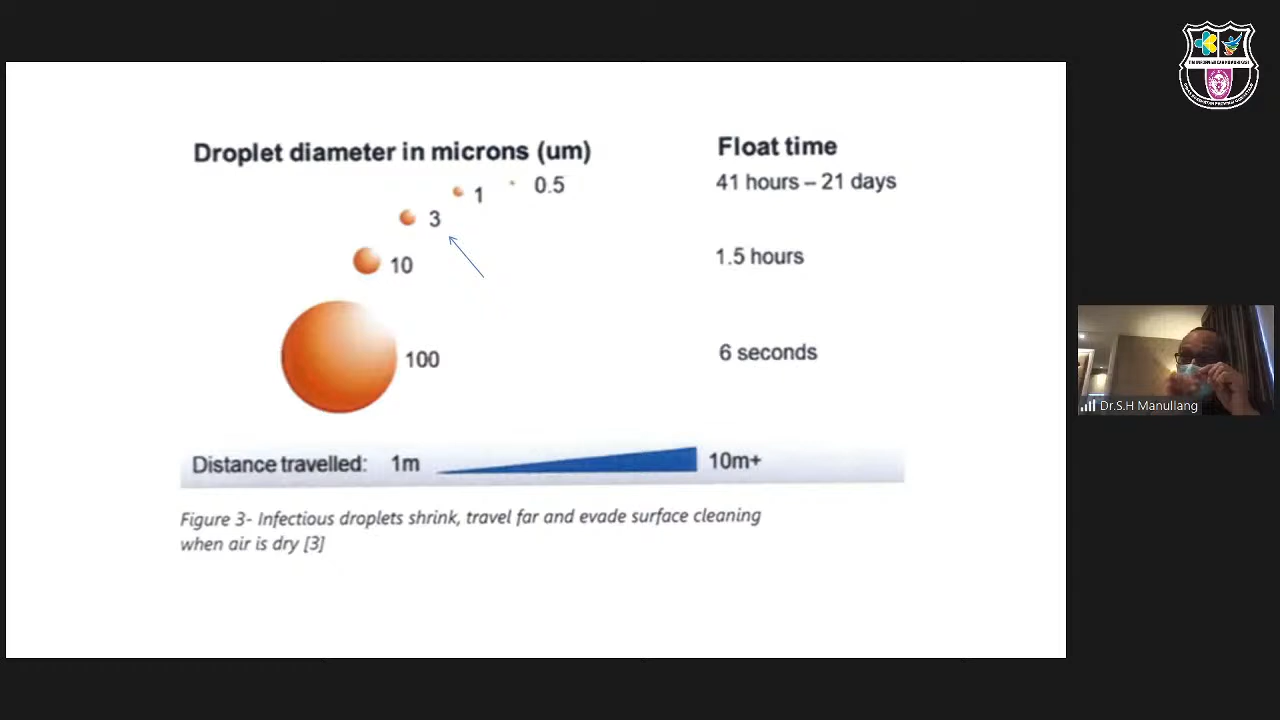 Droplet diameter in microns (um)
Float time
0.5
41 hours – 21 days
1
3
10
1.5 hours
100
6 seconds
Distance travelled:
1m
10m+
Figure 3- Infectious droplets shrink, travel far and evade surface cleaning
when air is dry [3]
Dr.S.H Manullang